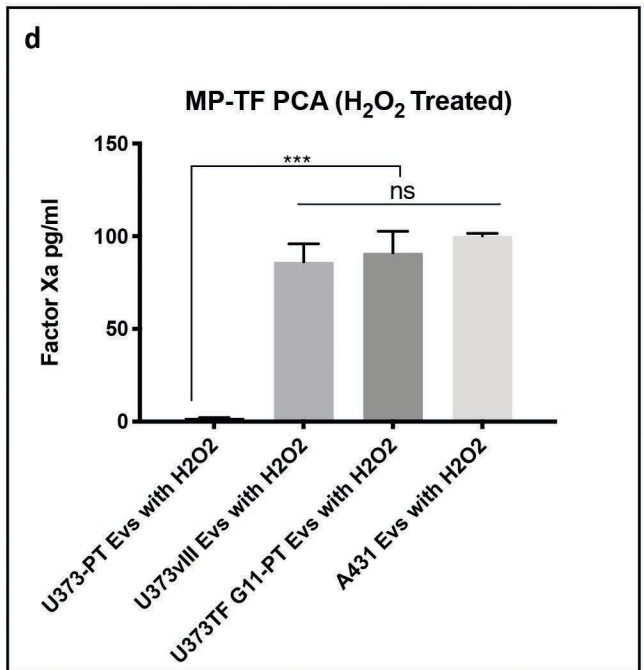 d
MP-TF PCA (H₂O₂ Treated)
150
***
ns
100
Factor Xa pg/ml
50
0
U373-PT Evs with H2O2
U373vIII Evs with H2O2
U373TF G11-PT Evs with H2O2
A431 Evs with H2O2